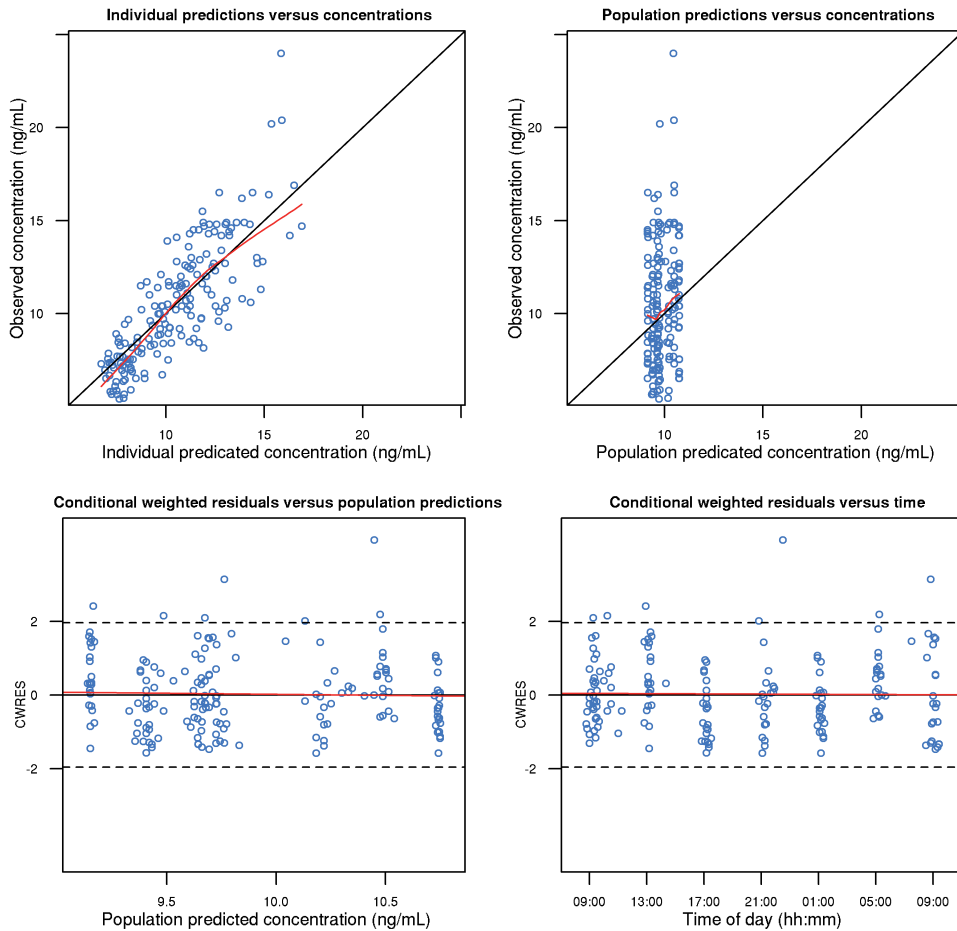 Individual predictions versus concentrations
Observed concentration (ng/mL)
20
15
10
10
15
20
Individual predicated concentration (ng/mL)
Population predictions versus concentrations
Observed concentration (ng/mL)
20
15
10
10
15
20
Population predicated concentration (ng/mL)
Conditional weighted residuals versus population predictions
CWRES
2
0
-2
9.5
10.0
10.5
Population predicted concentration (ng/mL)
Conditional weighted residuals versus time
CWRES
2
0
-2
09:00
13:00
17:00
21:00
01:00
05:00
09:00
Time of day (hh:mm)